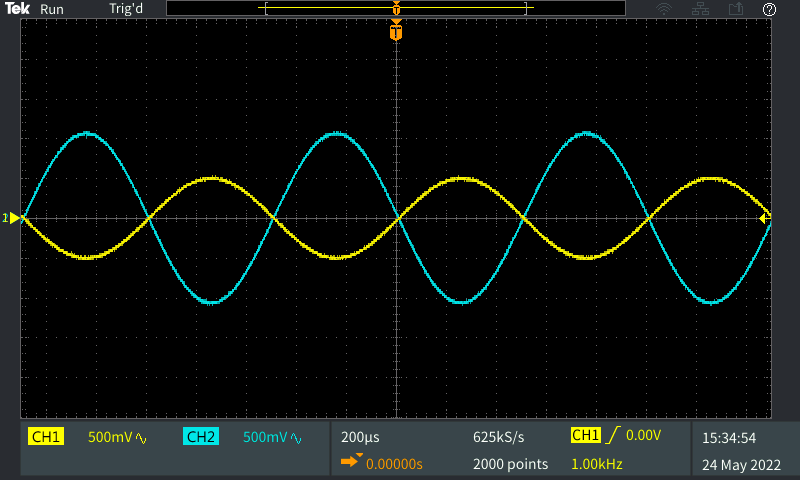 Tek Run Trig'd
T
T
CH1 500mV CH2 500mV 200µs 625kS/s CH1 0.00V 15:34:54
0.00000s 2000 points 1.00kHz 24 May 2022